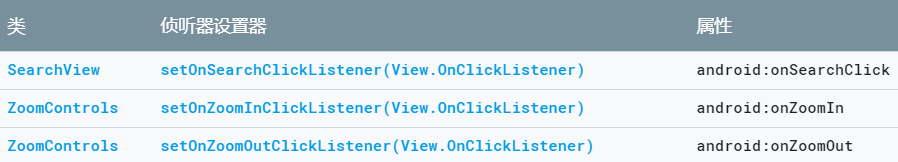 类 侦听器设置器 属性
SearchView setOnSearchClickListener(View.OnClickListener) android:onSearchClick
ZoomControls setOnZoomInClickListener(View.OnClickListener) android:onZoomIn
ZoomControls setOnZoomOutClickListener(View.OnClickListener) android:onZoomOut